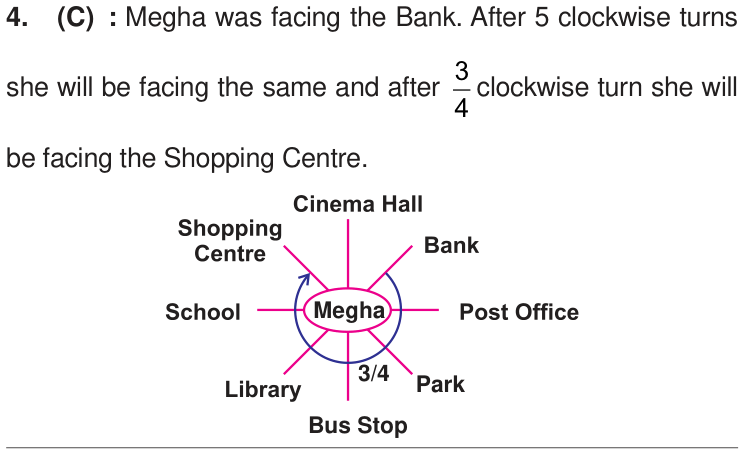 4. (C) : Megha was facing the Bank. After 5 clockwise turns
she will be facing the same and after 3/4 clockwise turn she will
be facing the Shopping Centre.
Cinema Hall
Shopping
Centre
Bank
School
Megha
Post Office
Library
3/4
Park
Bus Stop